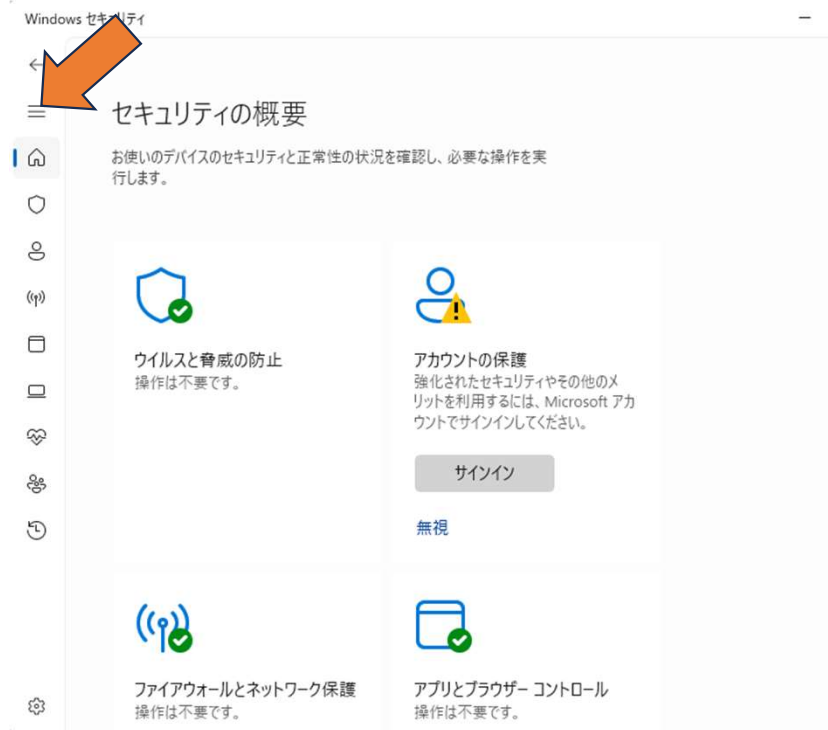 Windows セキュリティ
セキュリティの概要
お使いのデバイスのセキュリティと正常性の状況を確認し、必要な操作を実
行します。
ウイルスと脅威の防止
操作は不要です。
アカウントの保護
強化されたセキュリティやその他のメ
リットを利用するには、Microsoft アカ
ウントでサインインしてください。
サインイン
無視
ファイアウォールとネットワーク保護
操作は不要です。
アプリとブラウザー コントロール
操作は不要です。